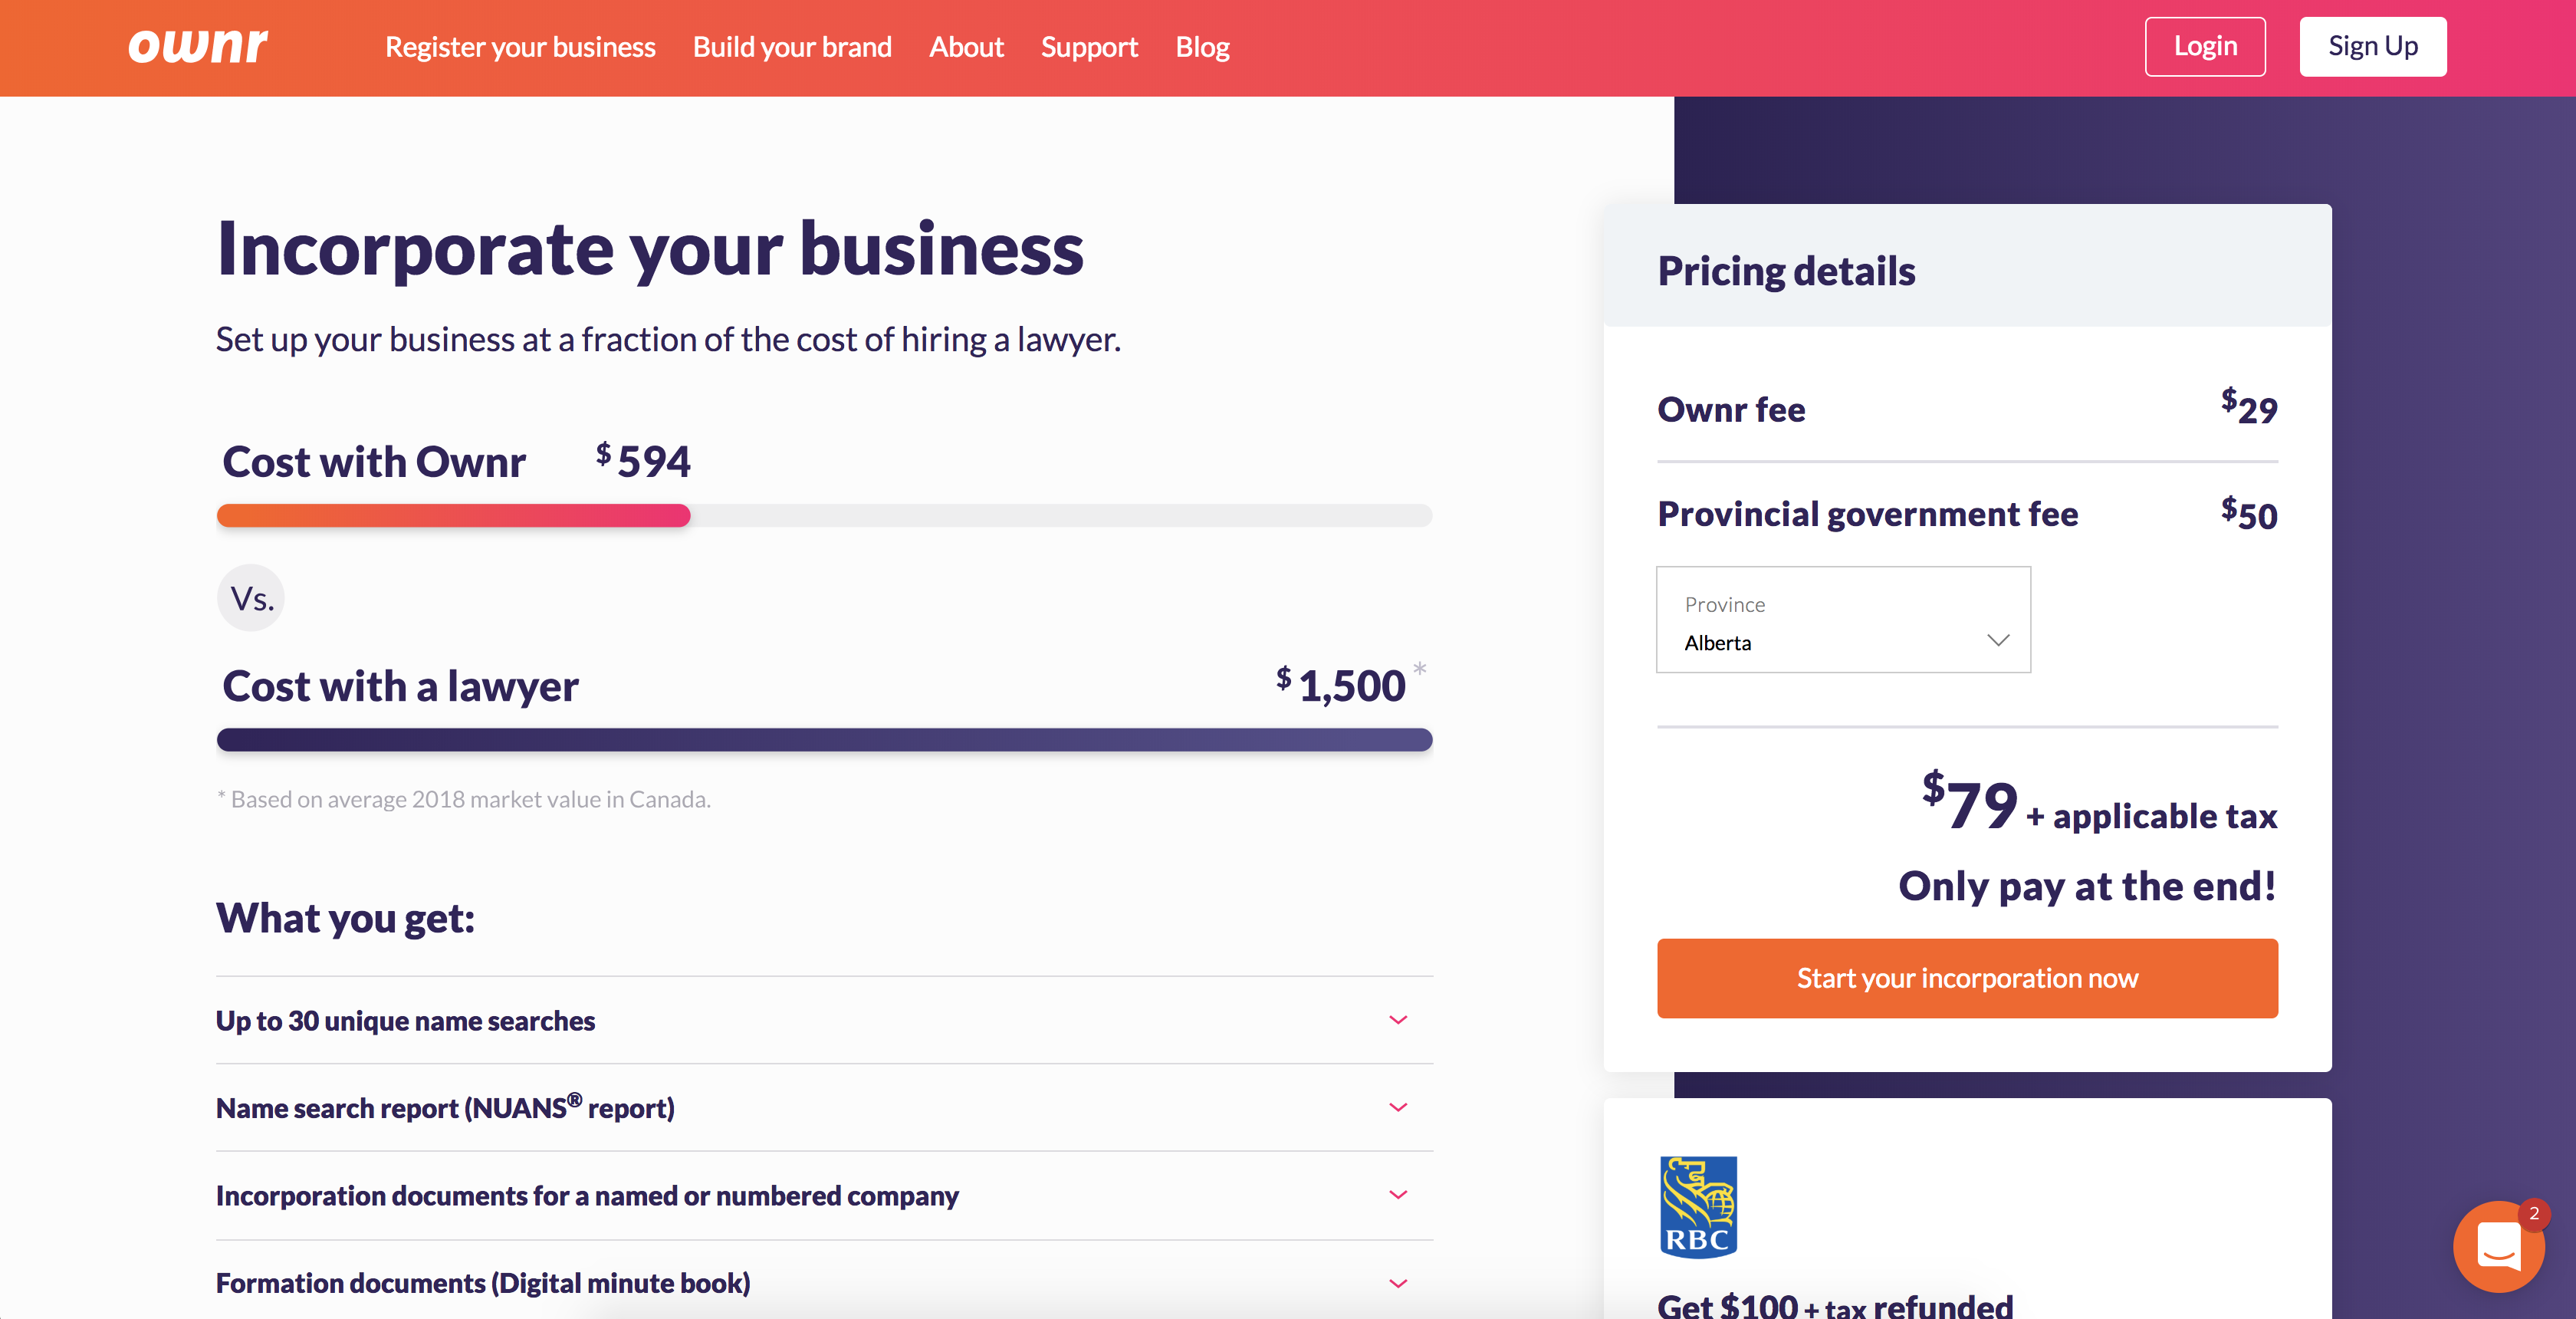 ownr
Register your business
Build your brand
About
Support
Blog
Login
Sign Up
Incorporate your business
Set up your business at a fraction of the cost of hiring a lawyer.
Cost with Ownr $594
Vs.
Cost with a lawyer $1,500*
* Based on average 2018 market value in Canada.
What you get:
Up to 30 unique name searches
Name search report (NUANS® report)
Incorporation documents for a named or numbered company
Formation documents (Digital minute book)
Pricing details
Ownr fee $29
Provincial government fee $50
Province
Alberta
$79 + applicable tax
Only pay at the end!
Start your incorporation now
RBC
Get $100 + tax refunded
2